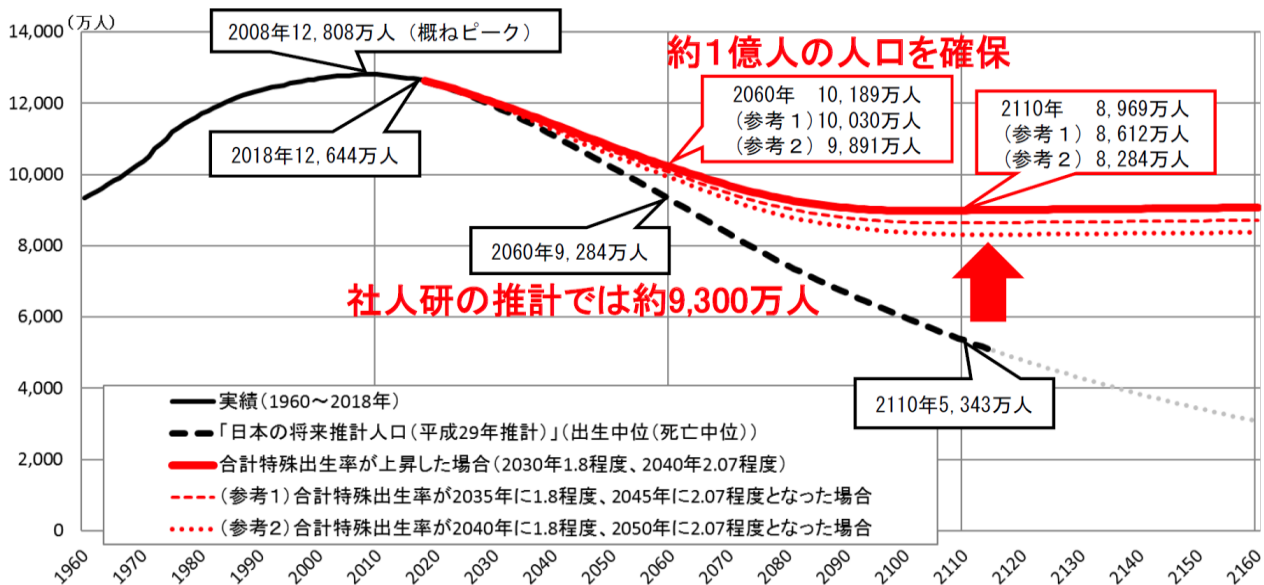 (万人)
14,000
12,000
10,000
8,000
6,000
4,000
2,000
0
2008年12,808万人（概ねピーク）
約１億人の人口を確保
2060年　10,189万人
（参考１）10,030万人
（参考２） 9,891万人
2110年　8,969万人
（参考１）8,612万人
（参考２）8,284万人
2018年12,644万人
2060年9,284万人
社人研の推計では約9,300万人
2110年5,343万人
実績（1960～2018年）
「日本の将来推計人口（平成29年推計）」（出生中位（死亡中位））
合計特殊出生率が上昇した場合（2030年1.8程度、2040年2.07程度）
（参考１）合計特殊出生率が2035年に1.8程度、2045年に2.07程度となった場合
（参考２）合計特殊出生率が2040年に1.8程度、2050年に2.07程度となった場合
1960
1970
1980
1990
2000
2010
2020
2030
2040
2050
2060
2070
2080
2090
2100
2110
2120
2130
2140
2150
2160